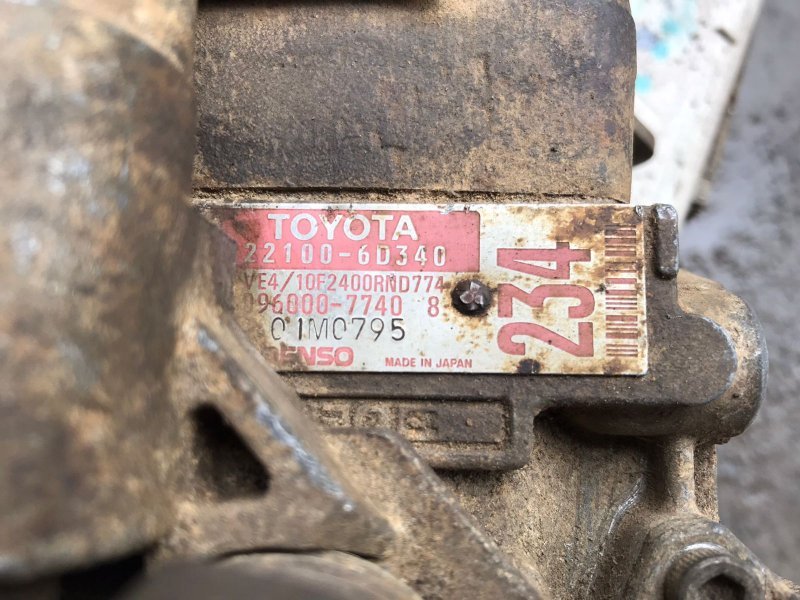 TOYOTA
22100-6D340
VE4/10F2400RND774
096000-7740 8
01M0795
DENSO
MADE IN JAPAN
234